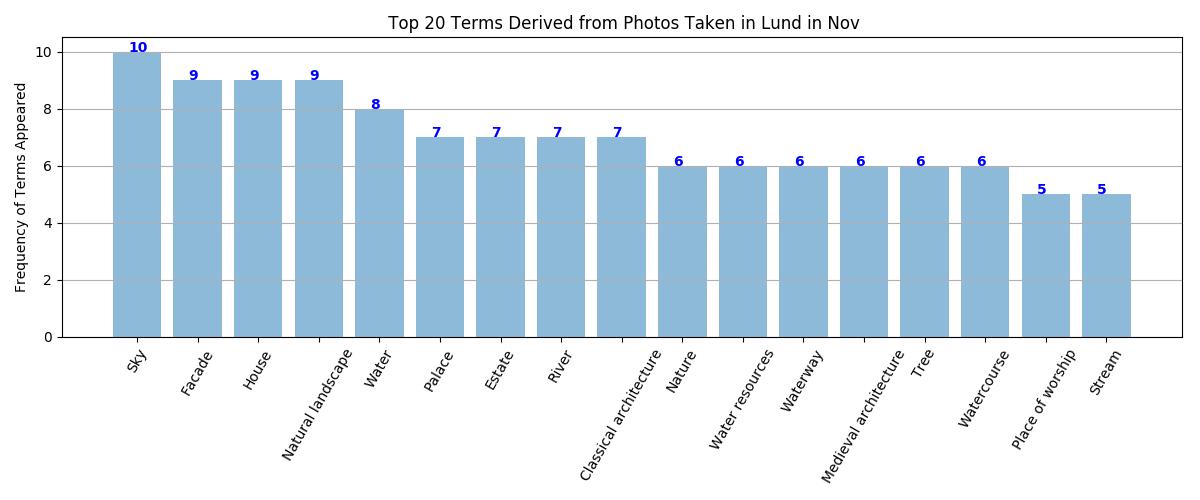 Top 20 Terms Derived from Photos Taken in Lund in Nov
Frequency of Terms Appeared
10
8
6
4
2
0
10
9
9
9
8
7
7
7
7
6
6
6
6
6
6
5
5
Sky
Facade
House
Natural landscape
Water
Palace
Estate
River
Classical architecture
Nature
Water resources
Waterway
Medieval architecture
Tree
Watercourse
Place of worship
Stream